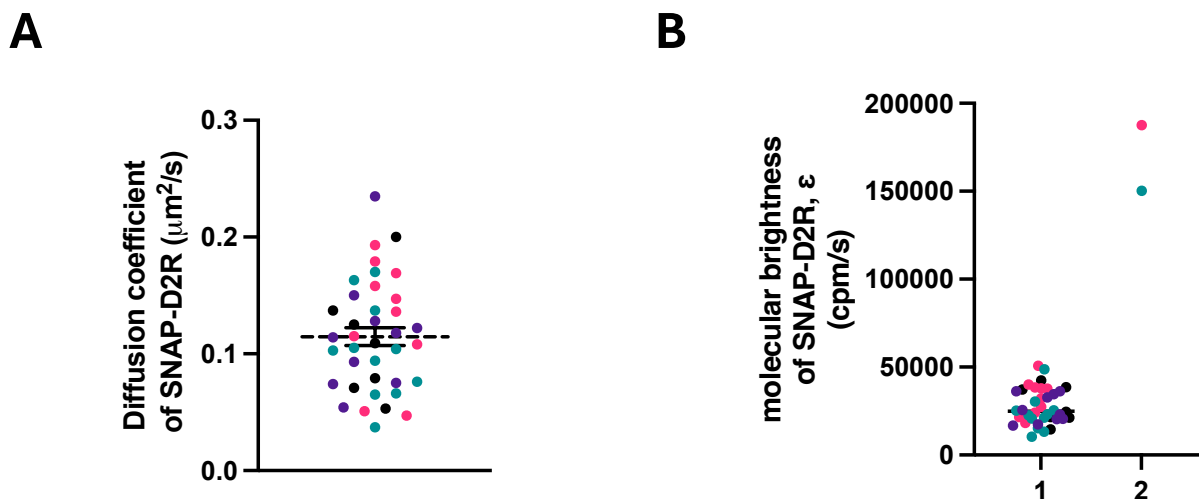 A
B
Diffusion coefficient
of SNAP-D2R (μm²/s)
0.3
0.2
0.1
0.0
molecular brightness
of SNAP-D2R, ε
(cpm/s)
200000
150000
100000
50000
0
1
2